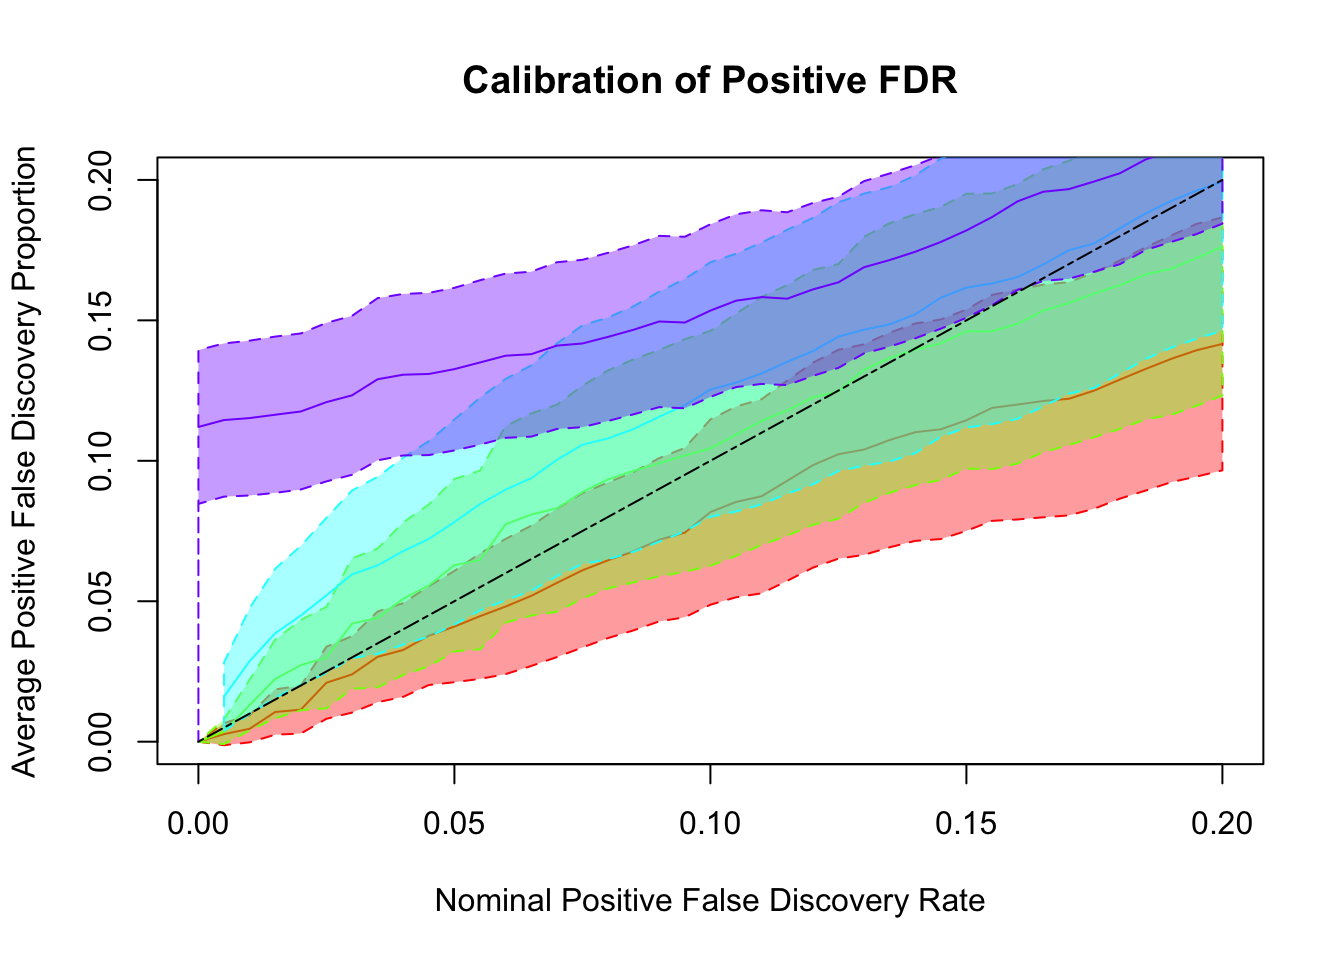 Calibration of Positive FDR
Average Positive False Discovery Proportion
0.20
0.15
0.10
0.05
0.00
0.00 0.05 0.10 0.15 0.20
Nominal Positive False Discovery Rate